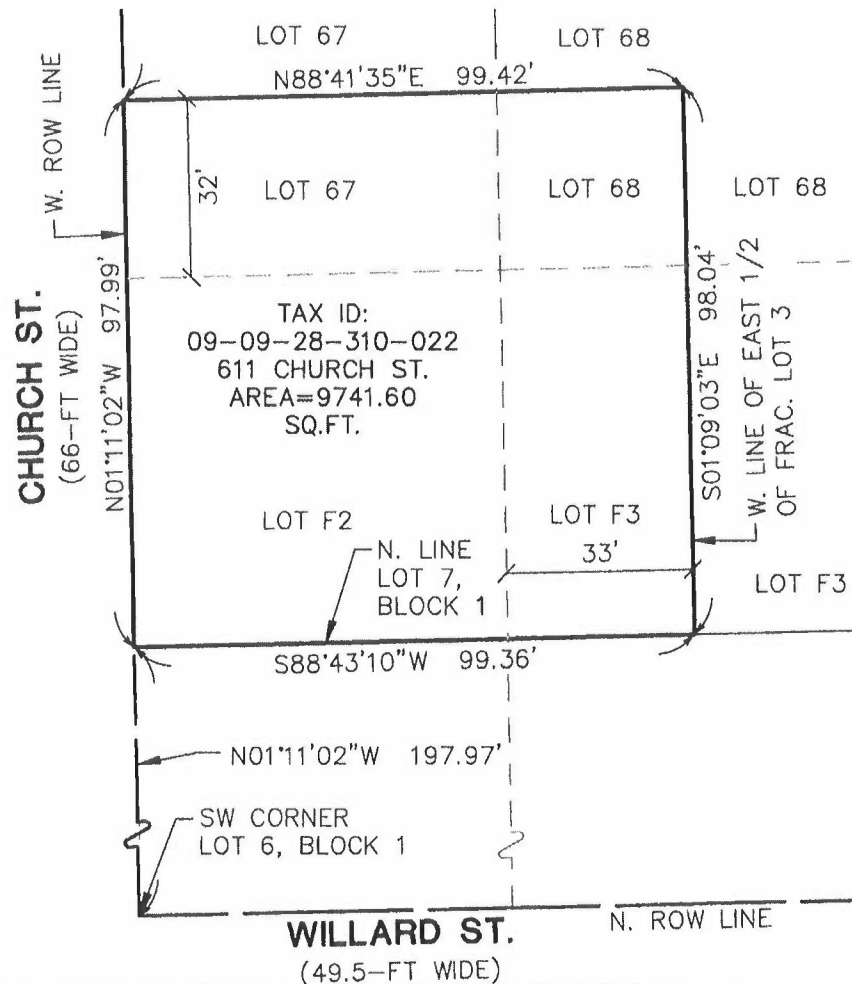 LOT 67
LOT 68
N88°41'35"E 99.42'
W. ROW LINE
32'
LOT 67
LOT 68
LOT 68
CHURCH ST.
(66-FT WIDE)
N01°11'02"W 97.99'
TAX ID:
09-09-28-310-022
611 CHURCH ST.
AREA=9741.60
SQ.FT.
S01°09'03"E 98.04'
W. LINE OF EAST 1/2
OF FRAC. LOT 3
LOT F2
LOT F3
N. LINE
LOT 7,
BLOCK 1
33'
LOT F3
S88°43'10"W 99.36'
N01°11'02"W 197.97'
SW CORNER
LOT 6, BLOCK 1
WILLARD ST.
(49.5-FT WIDE)
N. ROW LINE